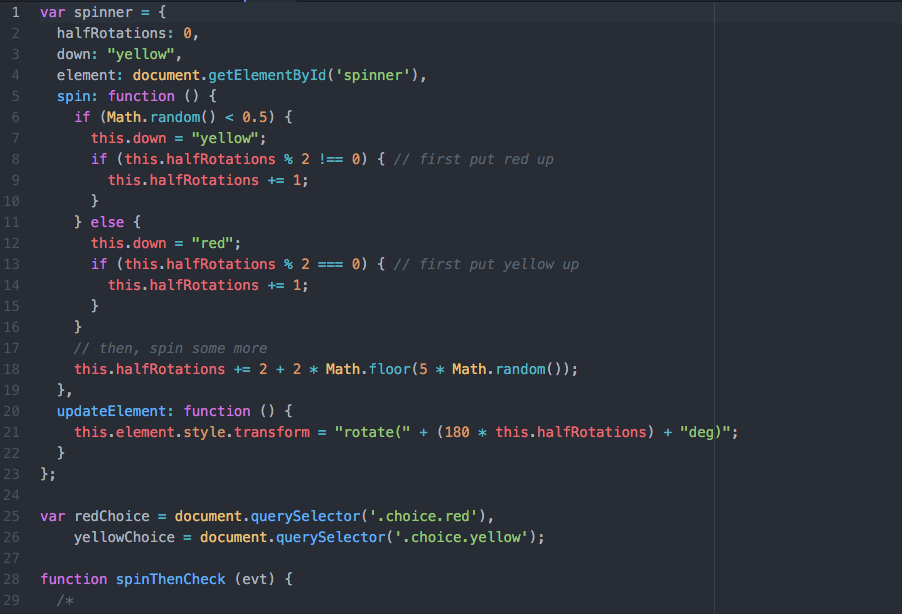 1 var spinner = {
2   halfRotations: 0,
3   down: "yellow",
4   element: document.getElementById('spinner'),
5   spin: function () {
6     if (Math.random() < 0.5) {
7       this.down = "yellow";
8       if (this.halfRotations % 2 !== 0) { // first put red up
9         this.halfRotations += 1;
10       }
11     } else {
12       this.down = "red";
13       if (this.halfRotations % 2 === 0) { // first put yellow up
14         this.halfRotations += 1;
15       }
16     }
17     // then, spin some more
18     this.halfRotations += 2 + 2 * Math.floor(5 * Math.random());
19   },
20   updateElement: function () {
21     this.element.style.transform = "rotate(" + (180 * this.halfRotations) + "deg)";
22   }
23 };
24
25 var redChoice = document.querySelector('.choice.red'),
26     yellowChoice = document.querySelector('.choice.yellow');
27
28 function spinThenCheck (evt) {
29   /*